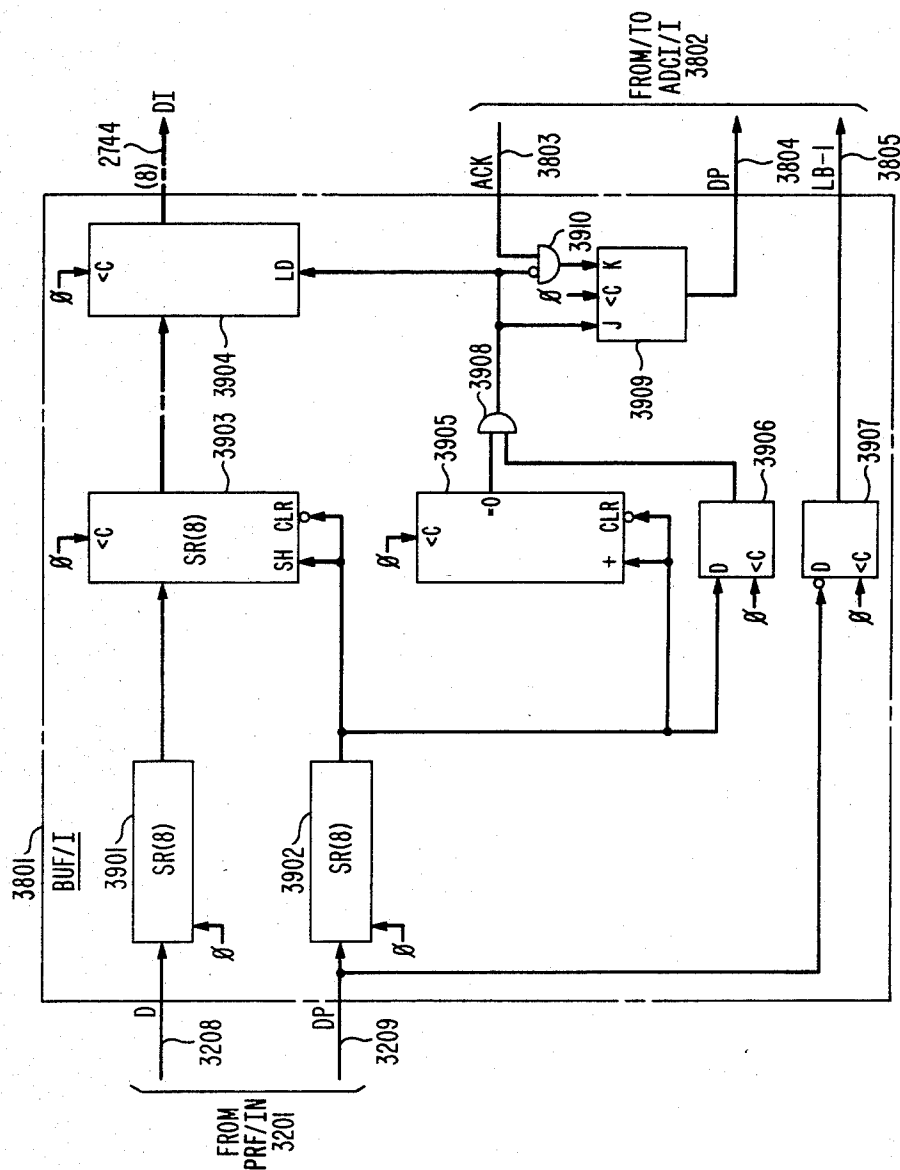 3801
BUF/I
FROM
PRF/IN
3201
D
3208
DP
3209
3901
SR(8)
Ø
3902
SR(8)
Ø
3903
Ø
<C
SR(8)
SH
CLR
3904
Ø
<C
LD
2744
(8)
DI
3905
Ø
<C
=0
+
CLR
3908
3906
D
<C
Ø
3907
D
<C
Ø
3909
J
<C
K
Ø
3910
ACK
3803
DP
3804
LB-1
3805
FROM/TO
ADCI/I
3802